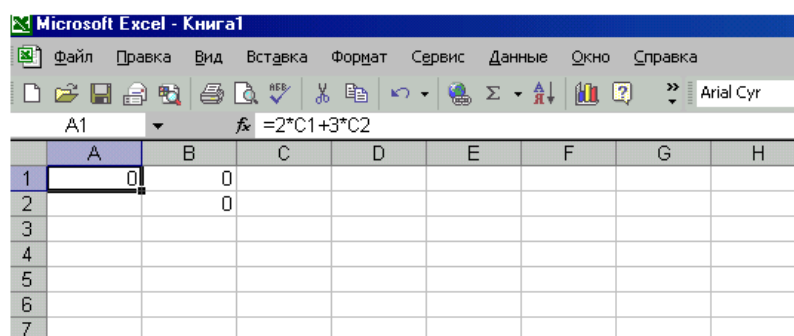 Microsoft Excel - Книга1
Файл Правка Вид Вставка Формат Сервис Данные Окно Справка
Arial Cyr
A1 fx =2*C1+3*C2
A B C D E F G H
1 0 0
2 0
3
4
5
6
7